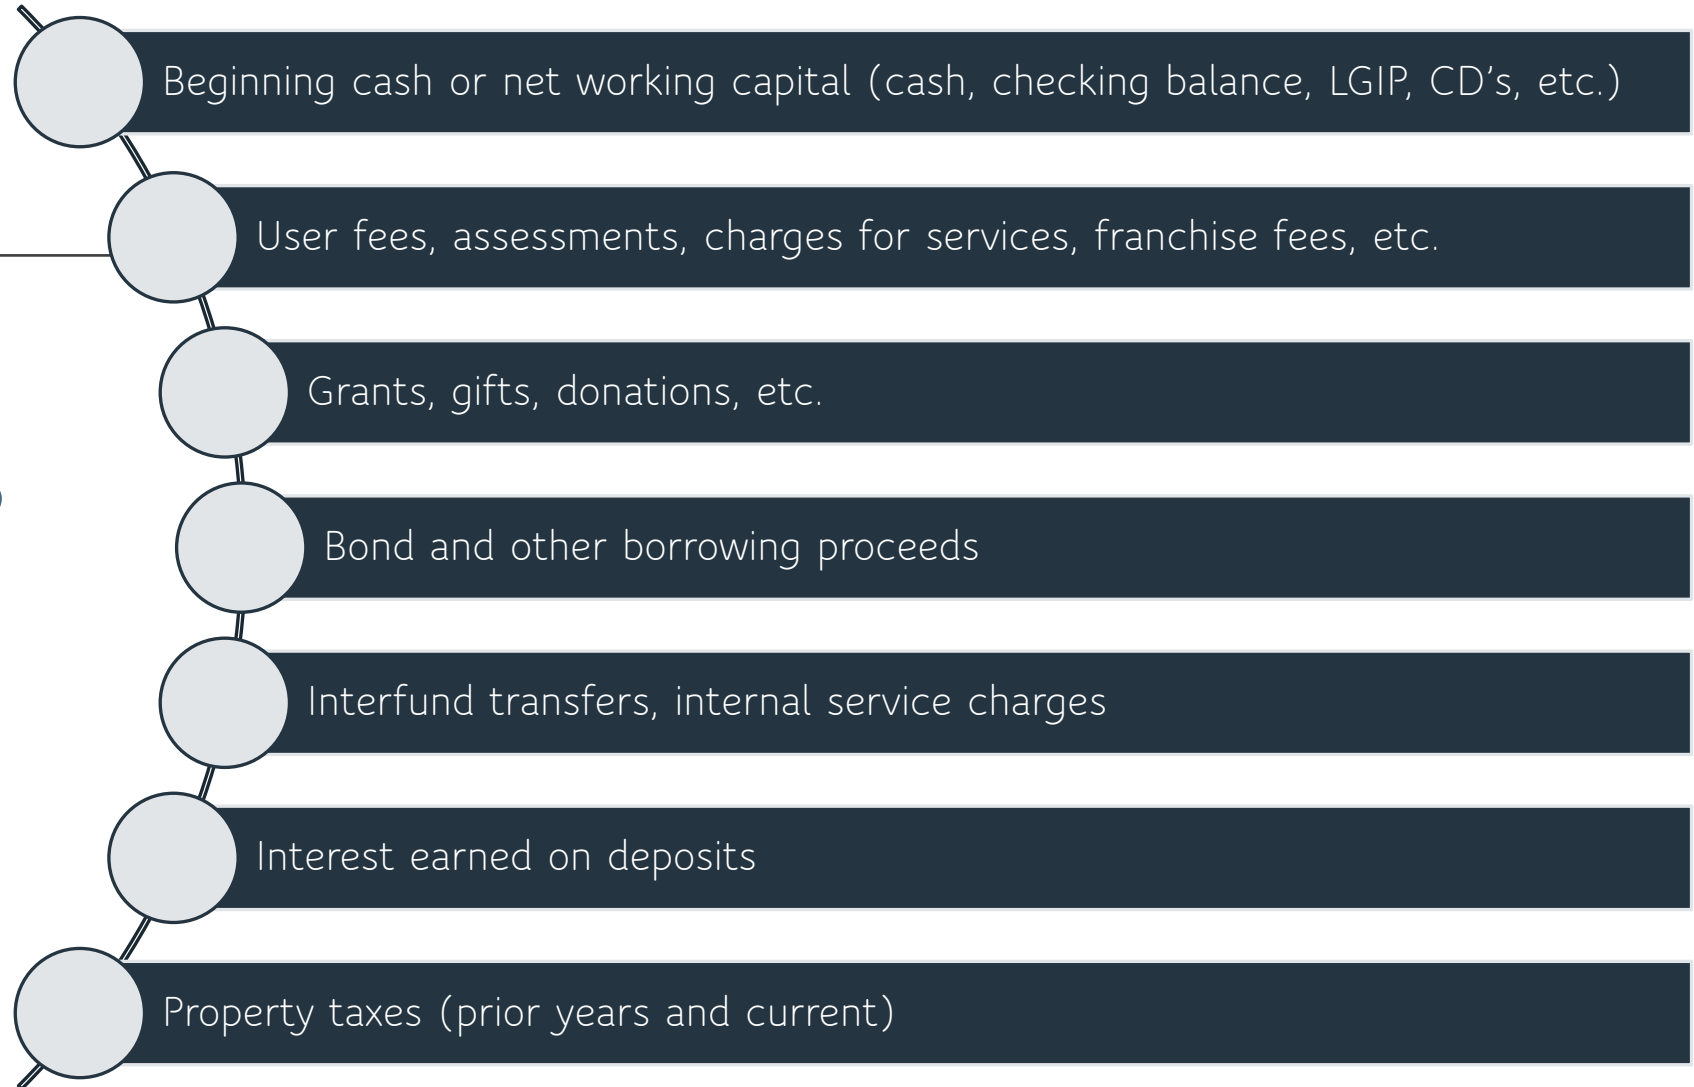 Beginning cash or net working capital (cash, checking balance, LGIP, CD’s, etc.)
User fees, assessments, charges for services, franchise fees, etc.
Grants, gifts, donations, etc.
Bond and other borrowing proceeds
Interfund transfers, internal service charges
Interest earned on deposits
Property taxes (prior years and current)